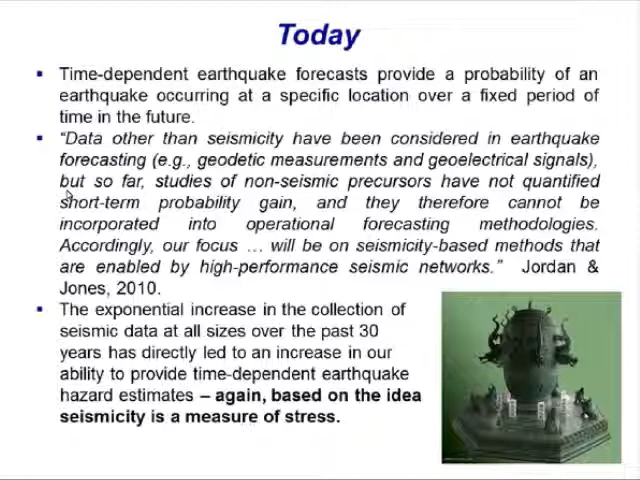 Today
▪ Time-dependent earthquake forecasts provide a probability of an
earthquake occurring at a specific location over a fixed period of
time in the future.
▪ “Data other than seismicity have been considered in earthquake
forecasting (e.g., geodetic measurements and geoelectrical signals),
but so far, studies of non-seismic precursors have not quantified
short-term probability gain, and they therefore cannot be
incorporated into operational forecasting methodologies.
Accordingly, our focus … will be on seismicity-based methods that
are enabled by high-performance seismic networks.” Jordan &
Jones, 2010.
▪ The exponential increase in the collection of
seismic data at all sizes over the past 30
years has directly led to an increase in our
ability to provide time-dependent earthquake
hazard estimates – again, based on the idea
seismicity is a measure of stress.